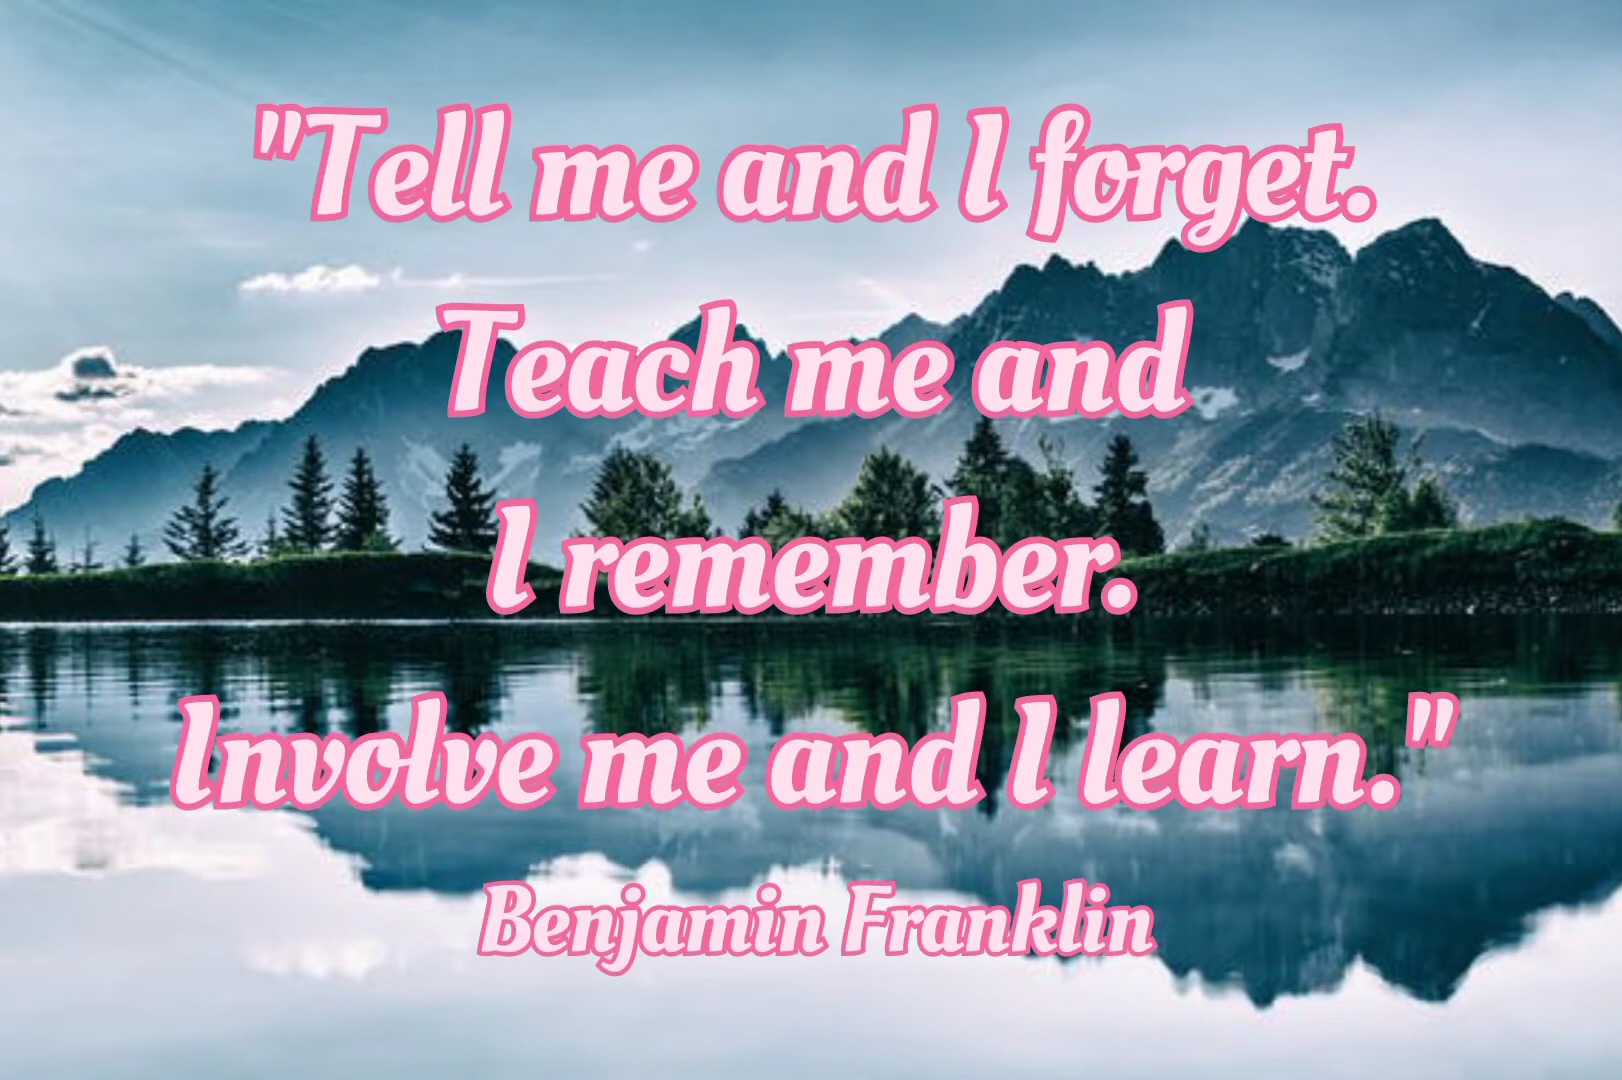 "Tell me and I forget.
Teach me and
I remember.
Involve me and I learn."
Benjamin Franklin